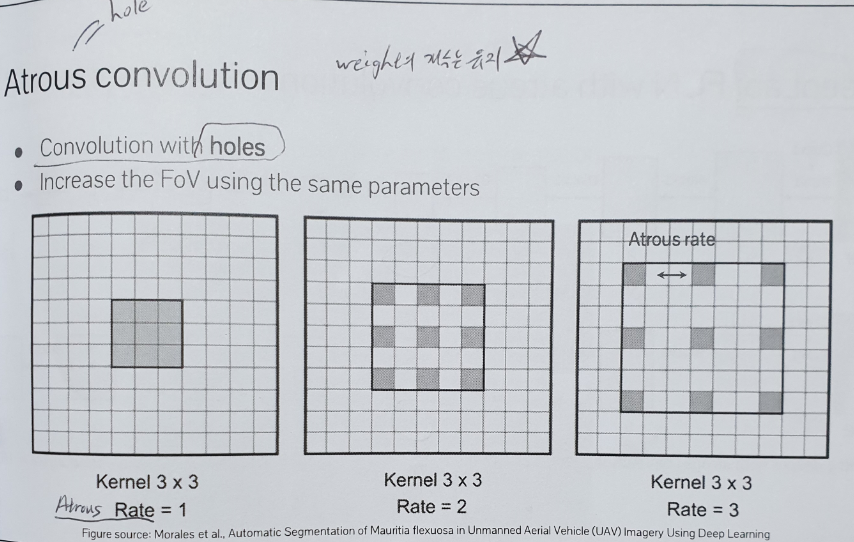 hole
weight의 개수는 유지
Atrous convolution
• Convolution with holes
• Increase the FoV using the same parameters
Atrous rate
Kernel 3 x 3
Atrous Rate = 1
Kernel 3 x 3
Rate = 2
Kernel 3 x 3
Rate = 3
Figure source: Morales et al., Automatic Segmentation of Mauritia flexuosa in Unmanned Aerial Vehicle (UAV) Imagery Using Deep Learning